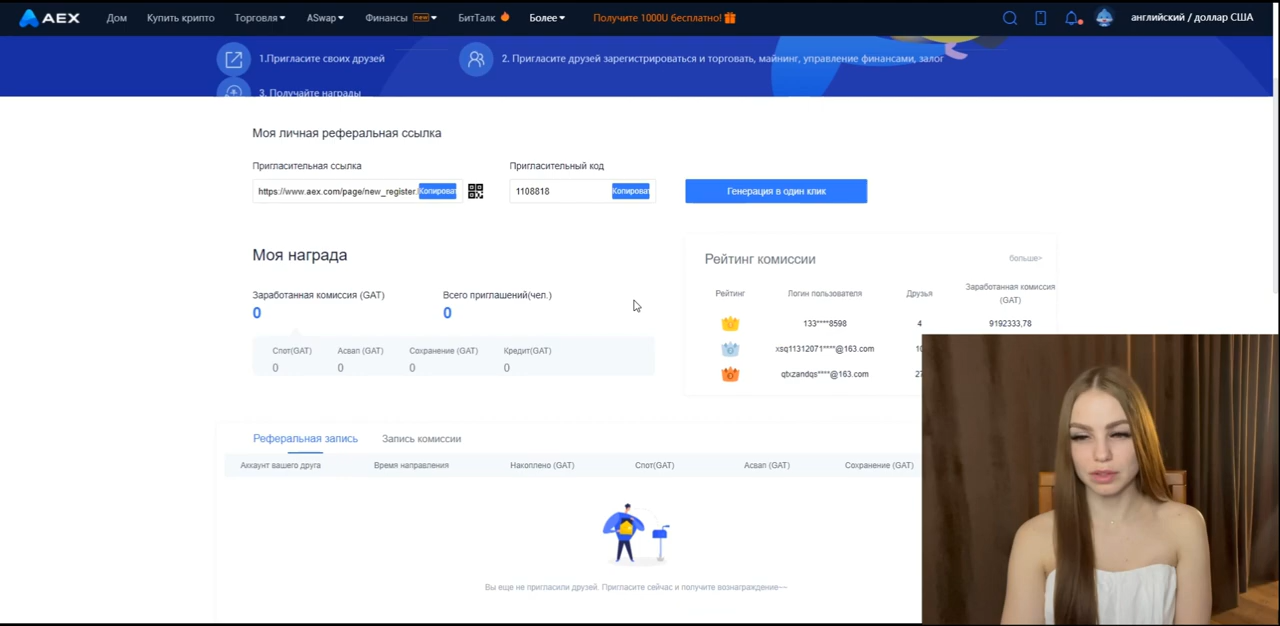 AEX Дом Купить крипто Торговля ASwap Финансы new БитТалк Более Получите 1000U бесплатно! английский / доллар США
1.Пригласите своих друзей 2. Пригласите друзей зарегистрироваться и торговать, майнинг, управление финансами, залог
3. Получайте награды
Моя личная реферальная ссылка
Пригласительная ссылка Пригласительный код
https://www.aex.com/page/new_register. Копироват 1108818 Копироват Генерация в один клик
Моя награда
Заработанная комиссия (GAT) Всего приглашений(чел.)
0 0
Спот(GAT) Асвап (GAT) Сохранение (GAT) Кредит(GAT)
0 0 0 0
Рейтинг комиссии больше>
Рейтинг Логин пользователя Друзья Заработанная комиссия
(GAT)
133****8598 4 9192333,78
xsq11312071****@163.com
qtxzandqs****@163.com
Реферальная запись Запись комиссии
Аккаунт вашего друга Время направления Накоплено (GAT) Спот(GAT) Асвап (GAT) Сохранение (GAT)
Вы еще не пригласили друзей. Пригласите сейчас и получите вознаграждение~~